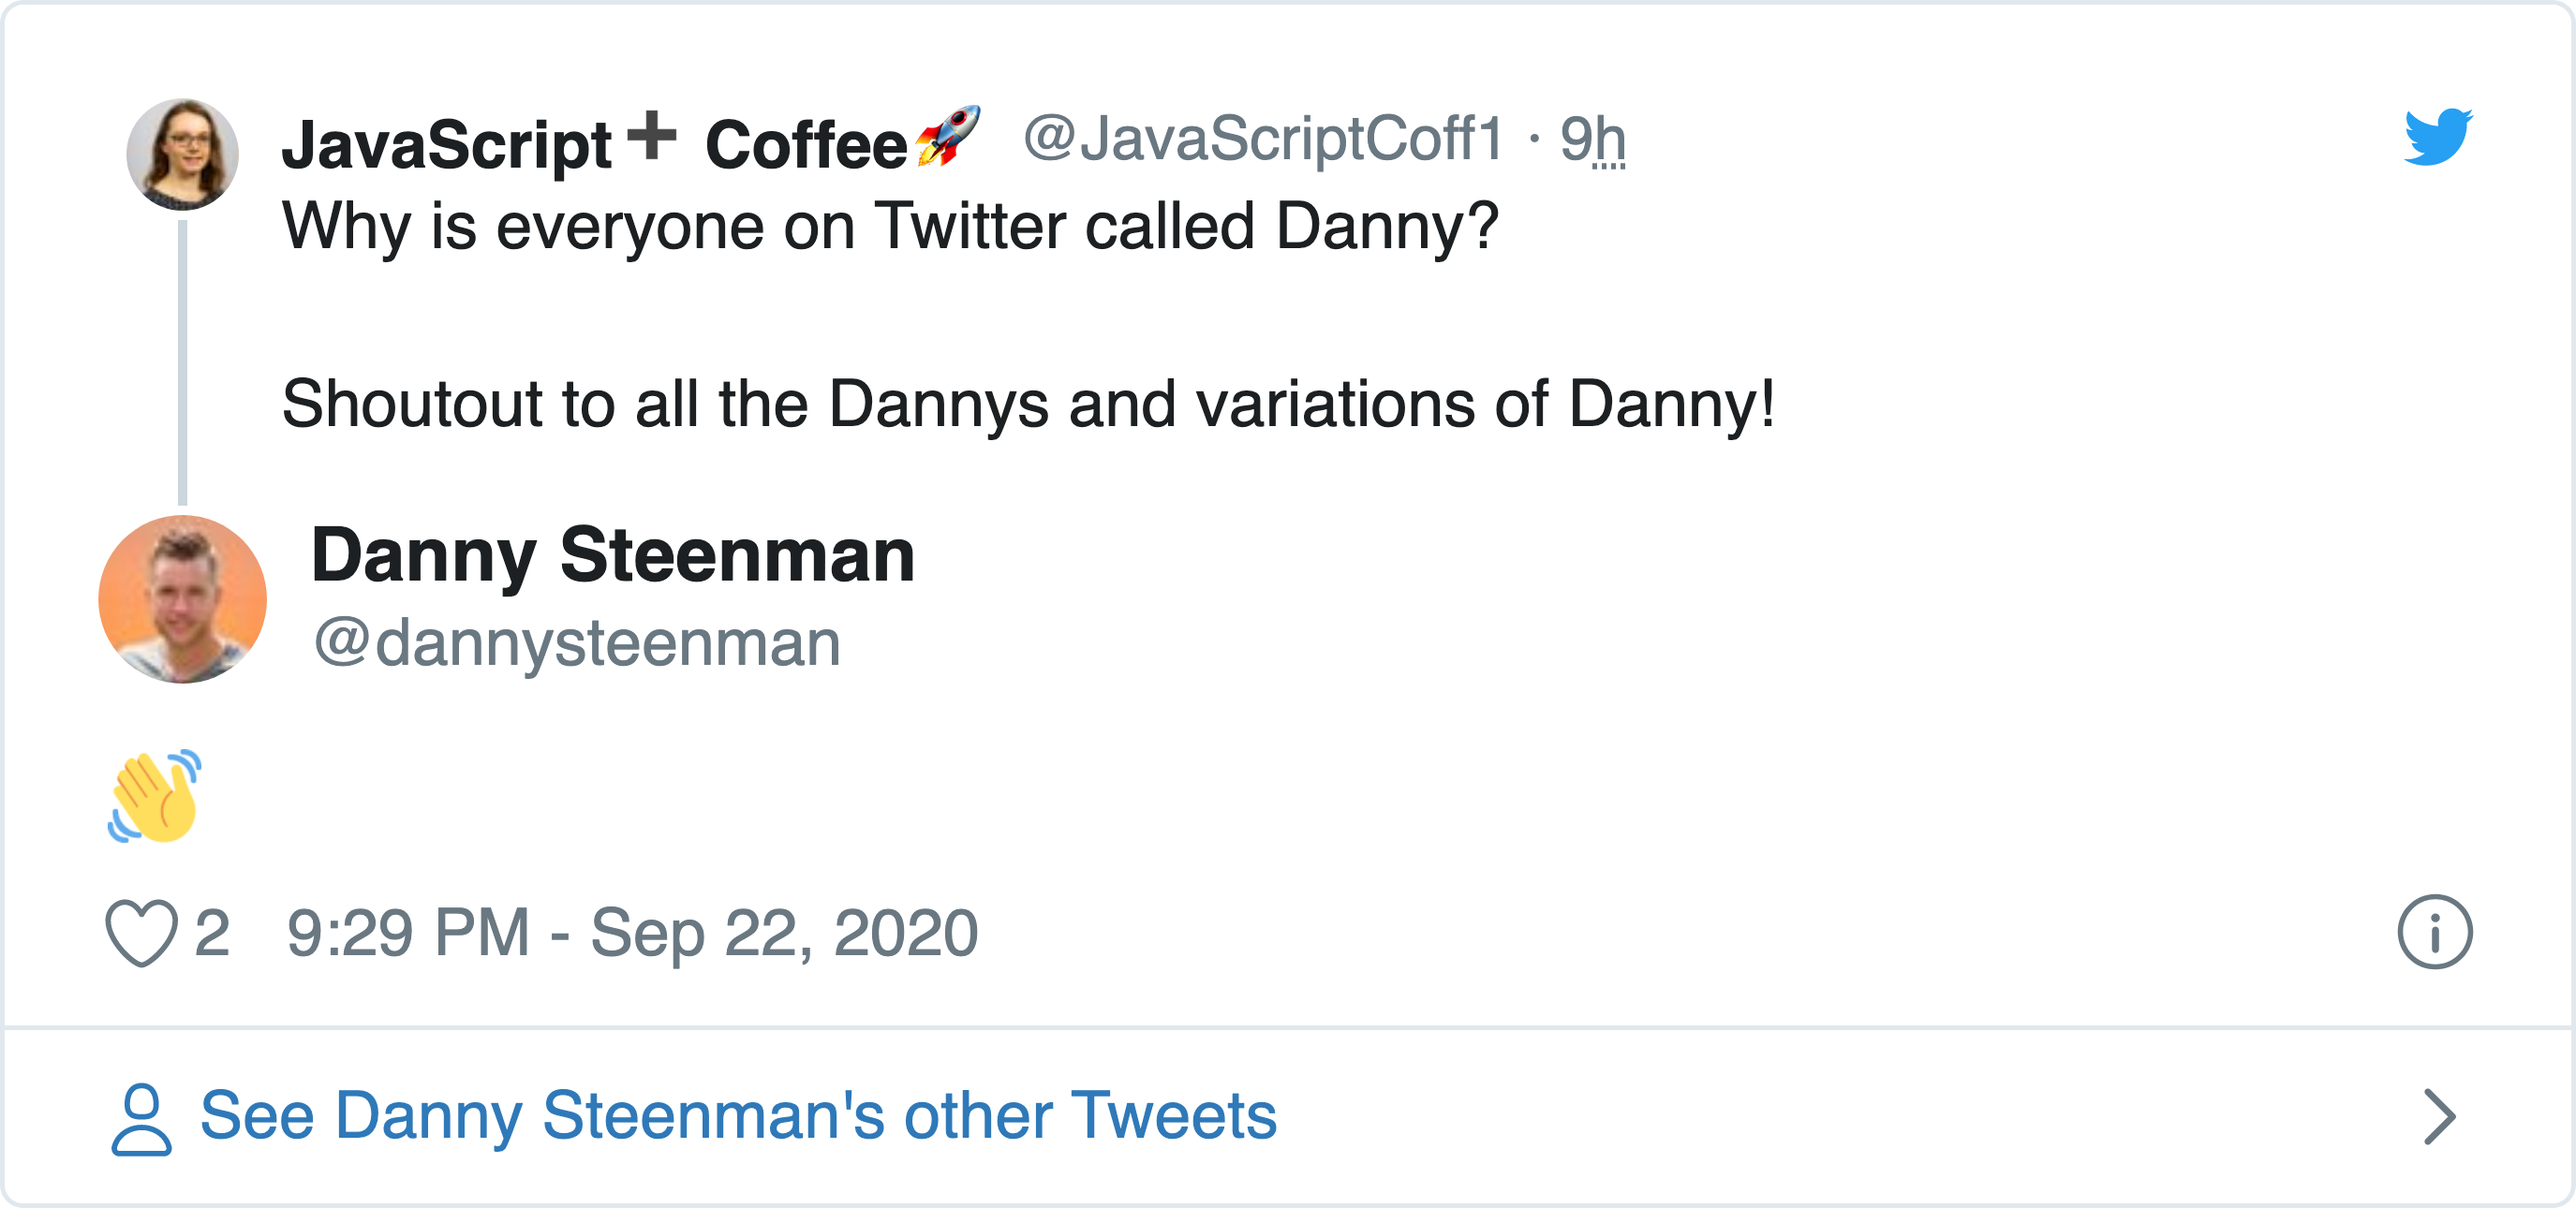 JavaScript➕ Coffee🚀 @JavaScriptCoff1 · 9h
Why is everyone on Twitter called Danny?
Shoutout to all the Dannys and variations of Danny!
Danny Steenman
@dannysteenman
👋
2 9:29 PM - Sep 22, 2020
See Danny Steenman's other Tweets